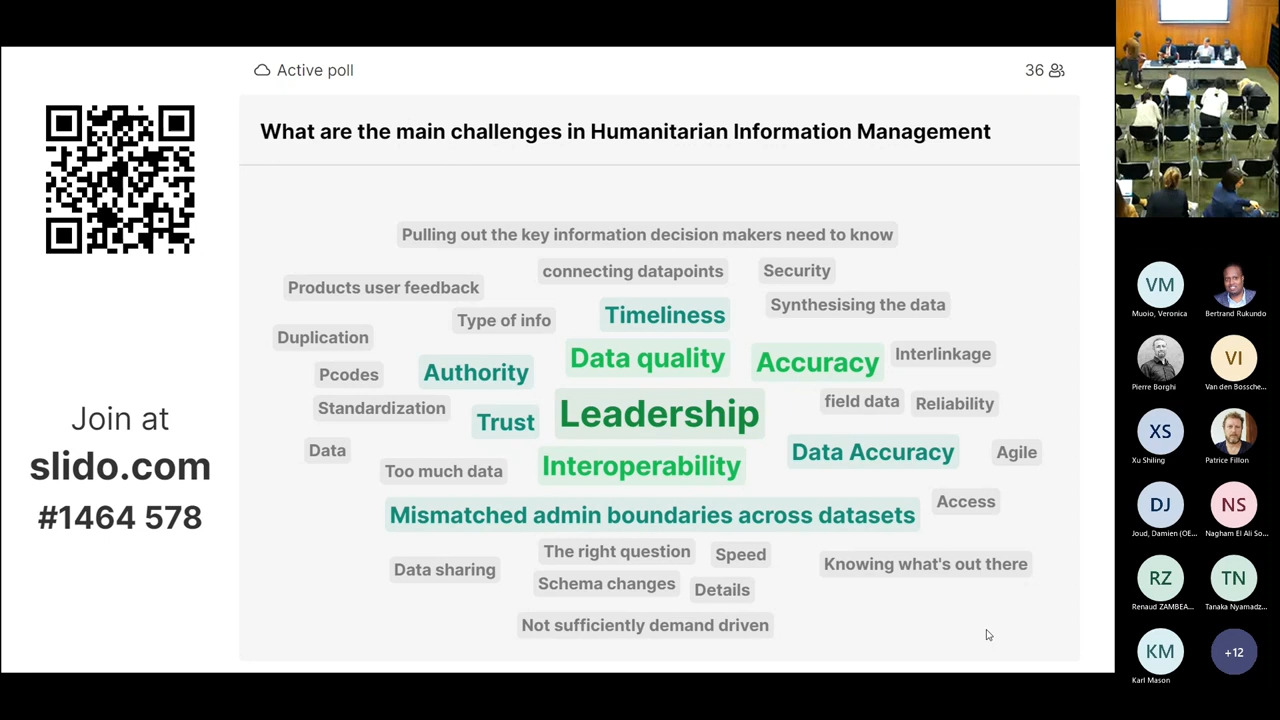 Active poll
36
What are the main challenges in Humanitarian Information Management
Join at
slido.com
#1464 578
Pulling out the key information decision makers need to know
connecting datapoints
Security
Products user feedback
Synthesising the data
Type of info
Timeliness
Duplication
Data quality
Accuracy
Interlinkage
Pcodes
Authority
field data
Reliability
Standardization
Trust
Leadership
Data
Data Accuracy
Agile
Too much data
Interoperability
Mismatched admin boundaries across datasets
Access
The right question
Speed
Knowing what's out there
Data sharing
Schema changes
Details
Not sufficiently demand driven
VM
Muoio, Veronica
Bertrand Rukundo
Pierre Borghi
VI
Van den Bossche...
XS
Xu Shiling
Patrice Fillon
DJ
Joud, Damien (OE...
NS
Nagham El Ali So...
RZ
Renaud ZAMBEA...
TN
Tanaka Nyamadz...
KM
Karl Mason
+12